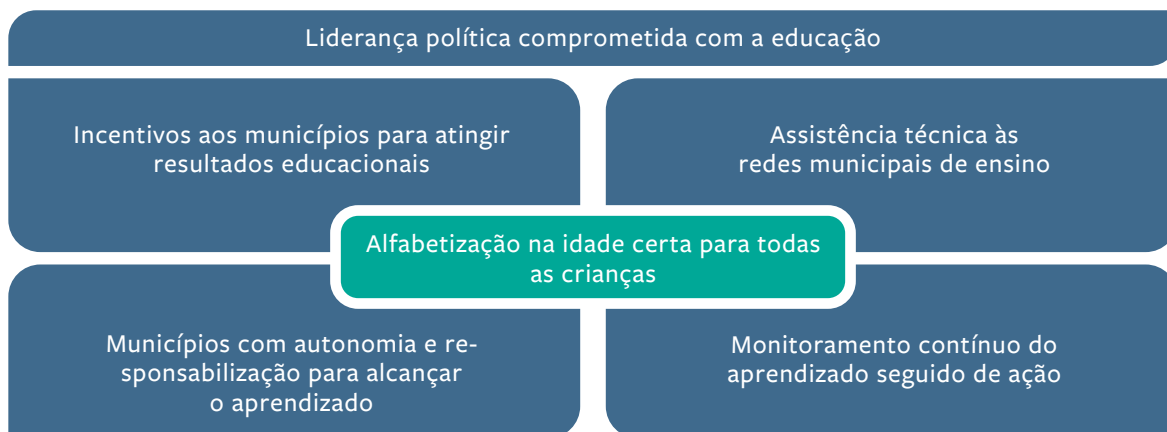 Liderança política comprometida com a educação
Incentivos aos municípios para atingir
resultados educacionais
Assistência técnica às
redes municipais de ensino
Alfabetização na idade certa para todas
as crianças
Municípios com autonomia e re-
sponsabilização para alcançar
o aprendizado
Monitoramento contínuo do
aprendizado seguido de ação